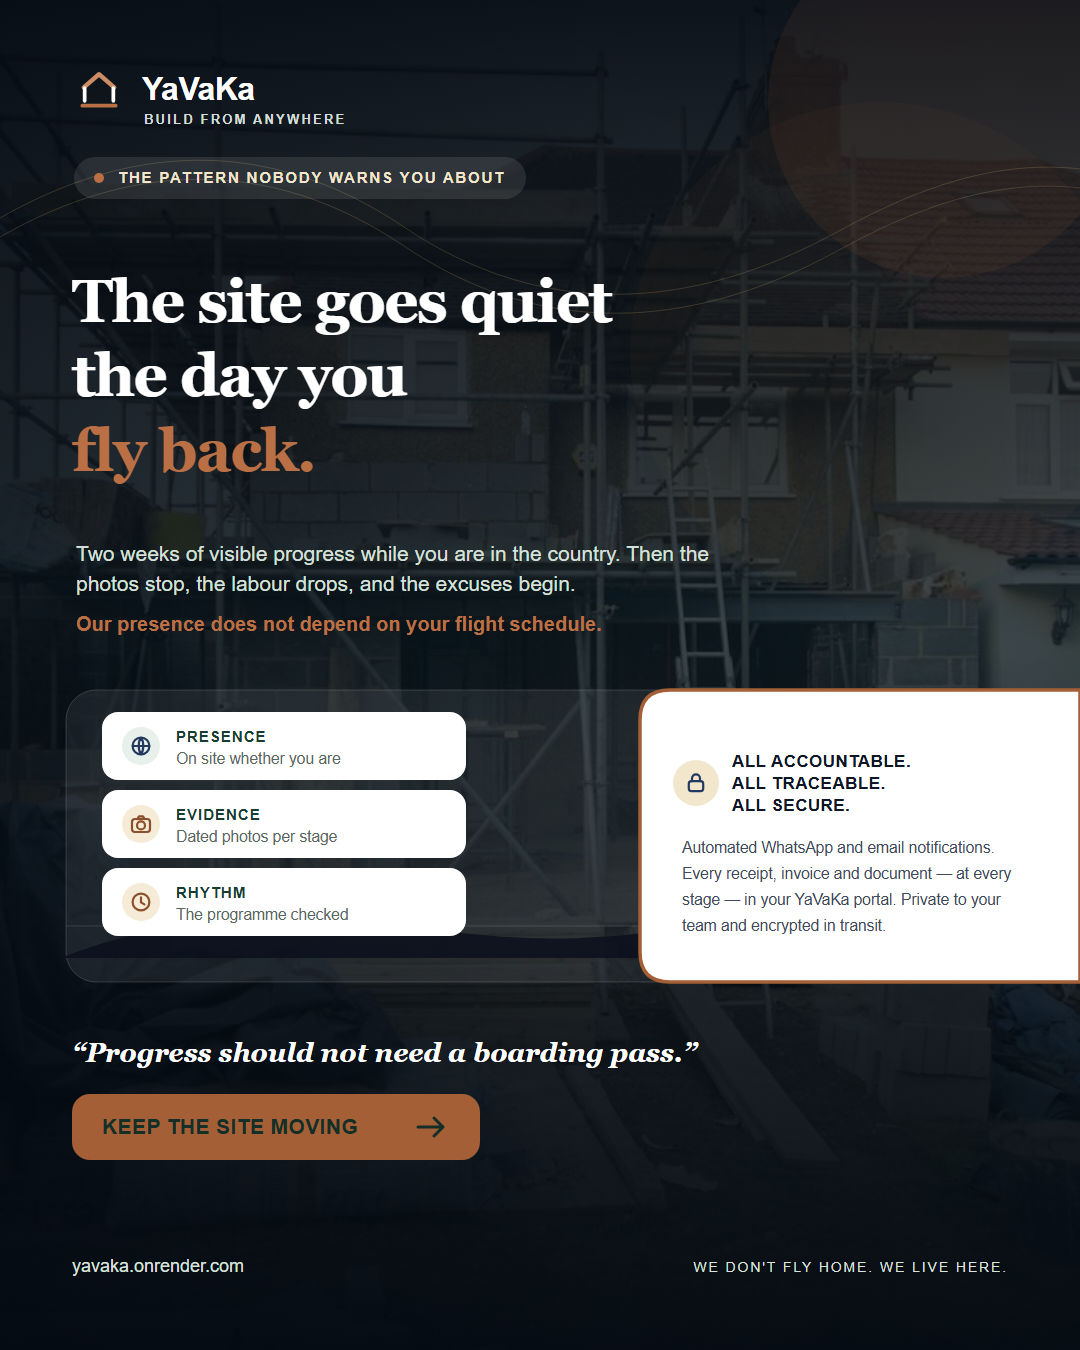 YaVaKa
BUILD FROM ANYWHERE
THE PATTERN NOBODY WARNS YOU ABOUT
The site goes quiet
the day you
fly back.
Two weeks of visible progress while you are in the country. Then the
photos stop, the labour drops, and the excuses begin.
Our presence does not depend on your flight schedule.
PRESENCE
On site whether you are
EVIDENCE
Dated photos per stage
RHYTHM
The programme checked
ALL ACCOUNTABLE.
ALL TRACEABLE.
ALL SECURE.
Automated WhatsApp and email notifications.
Every receipt, invoice and document — at every
stage — in your YaVaKa portal. Private to your
team and encrypted in transit.
“Progress should not need a boarding pass.”
KEEP THE SITE MOVING
yavaka.onrender.com
WE DON'T FLY HOME. WE LIVE HERE.